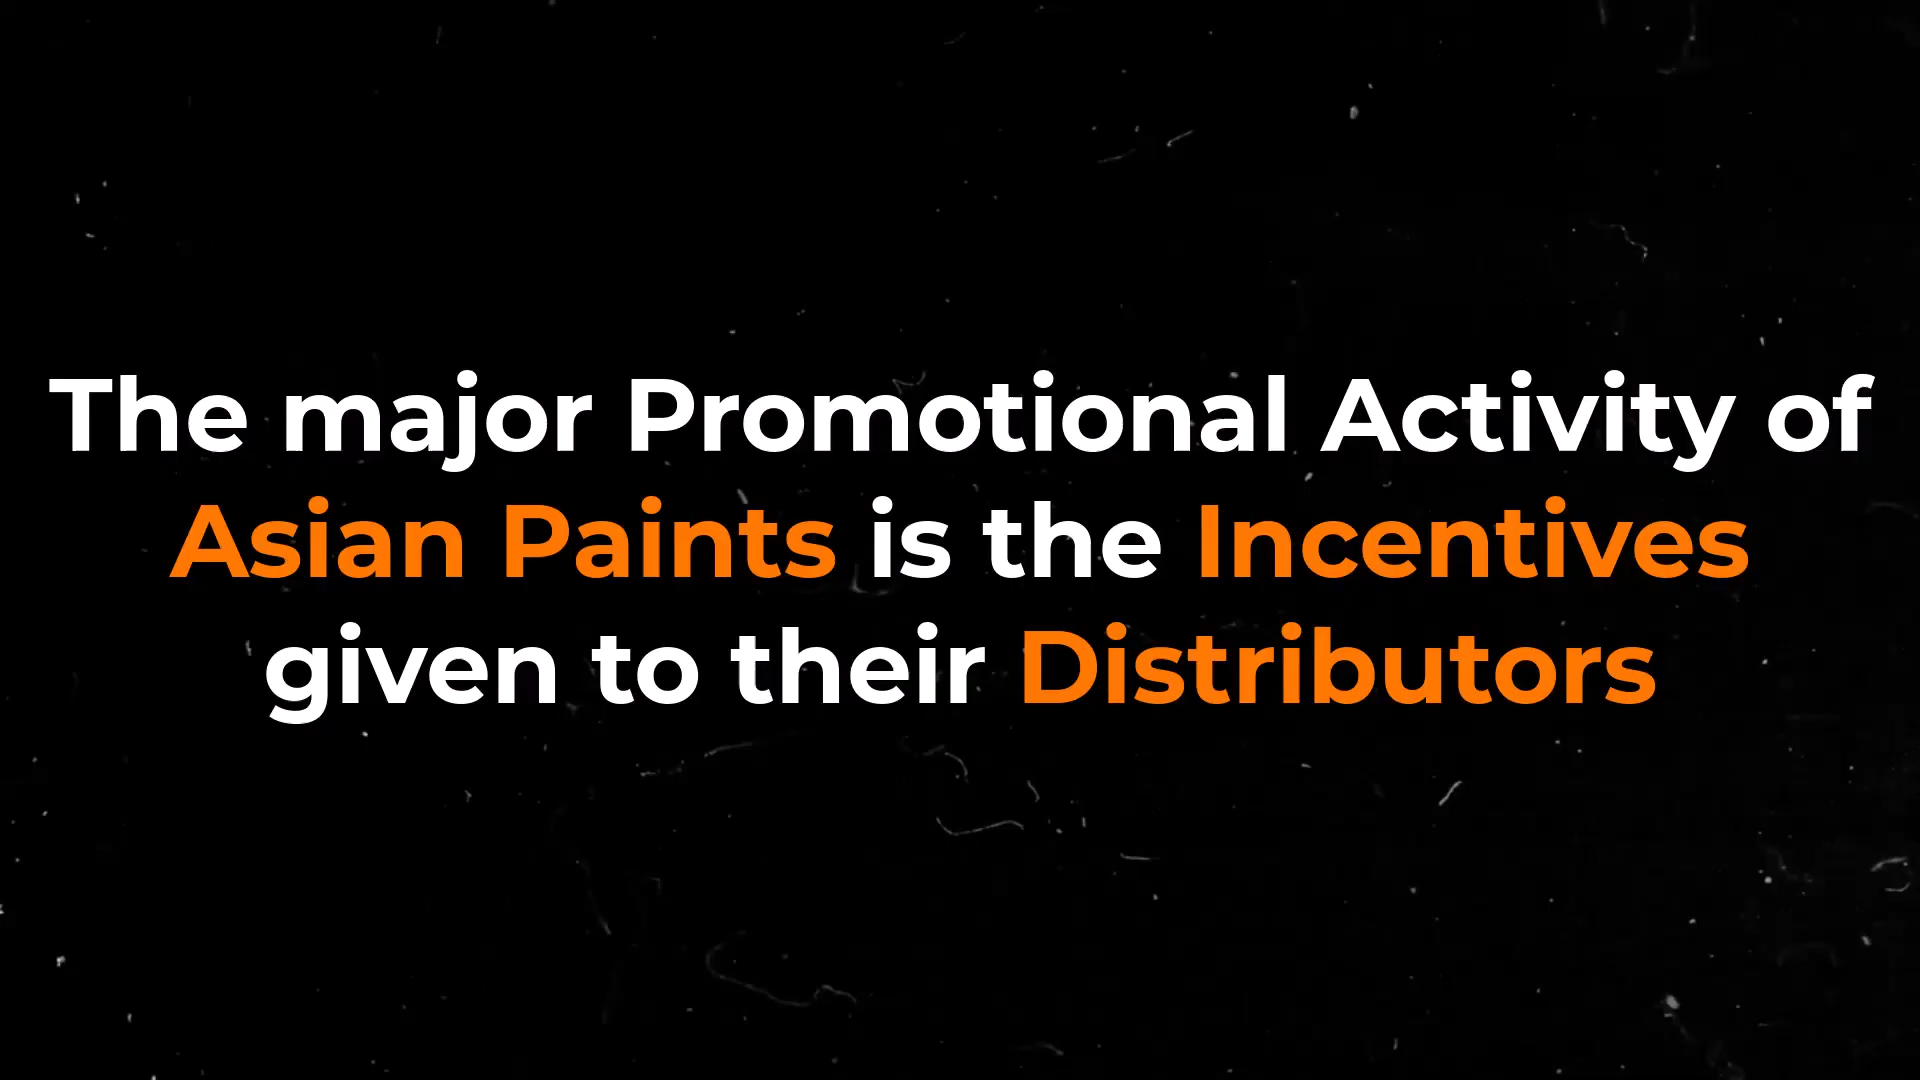 The major Promotional Activity of
Asian Paints is the Incentives
given to their Distributors